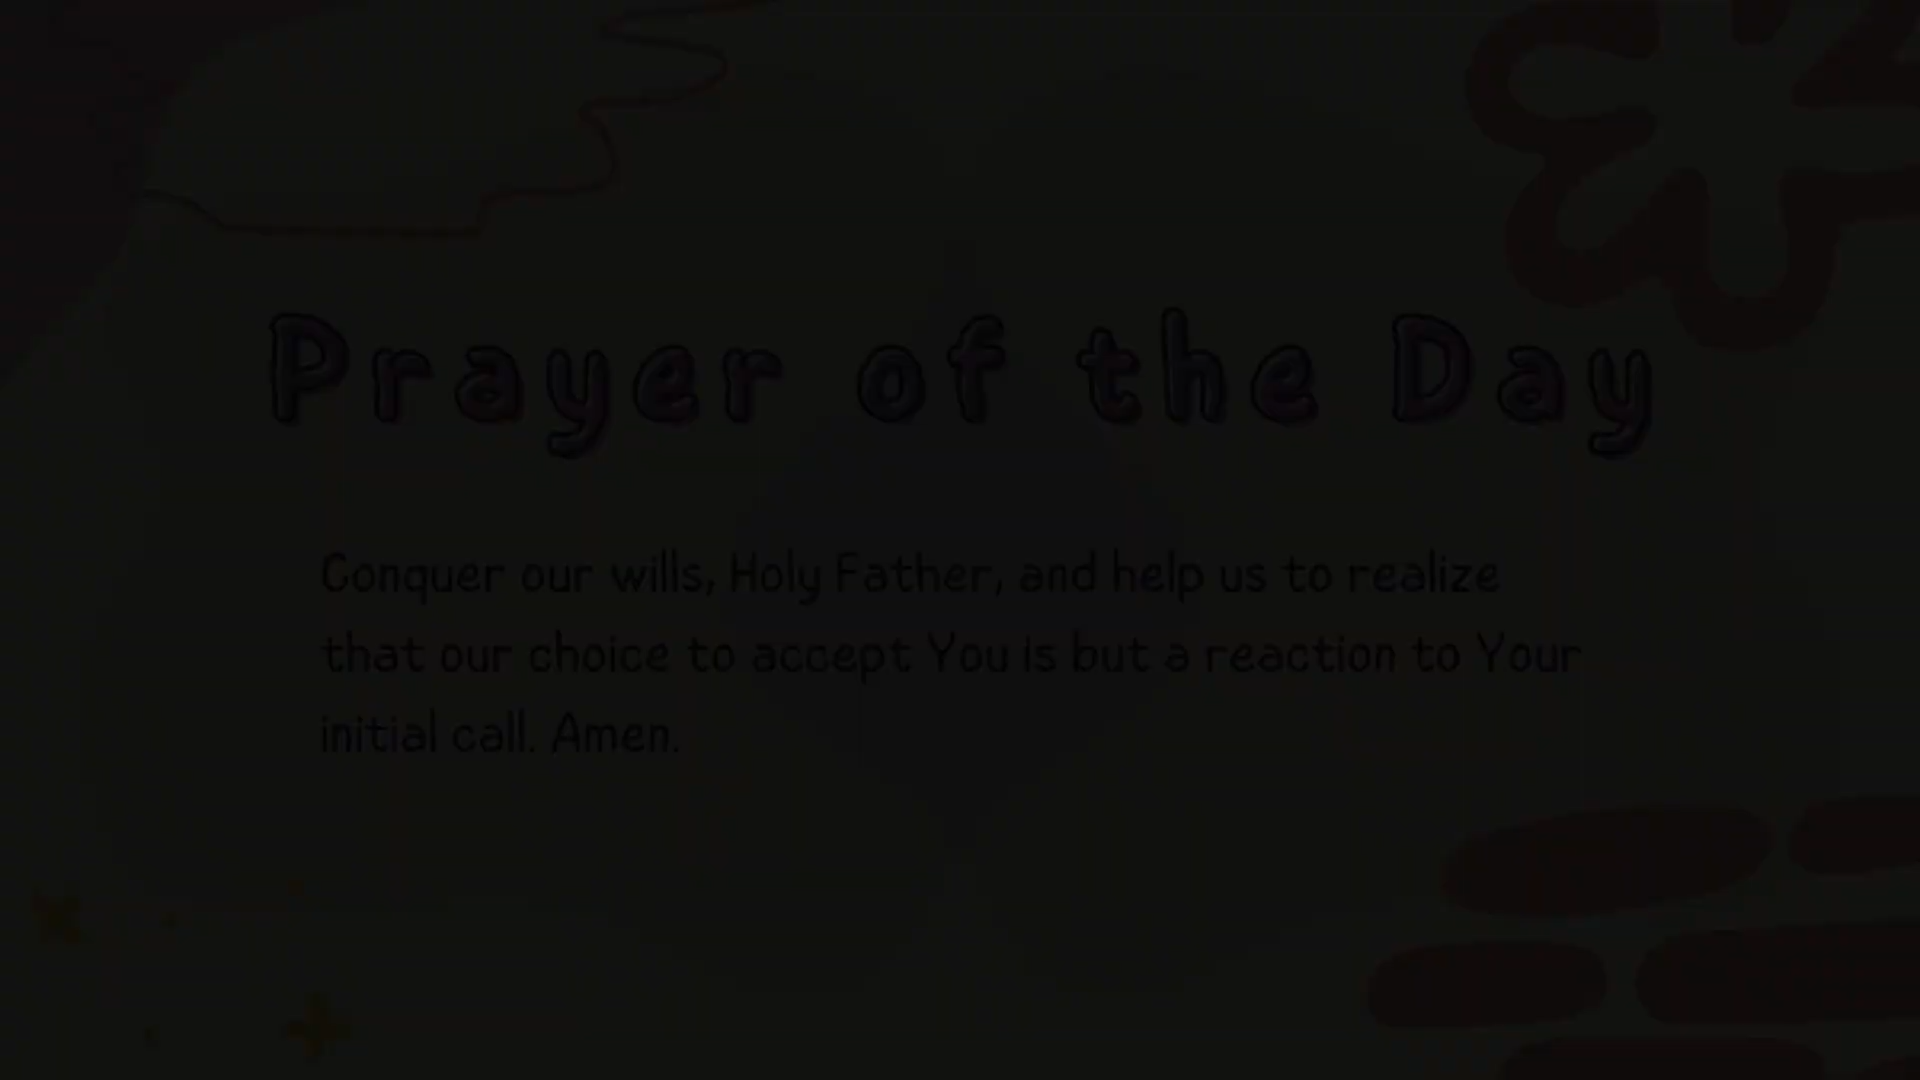 Prayer of the Day
Conquer our wills, Holy Father, and help us to realize
that our choice to accept You is but a reaction to Your
initial call. Amen.